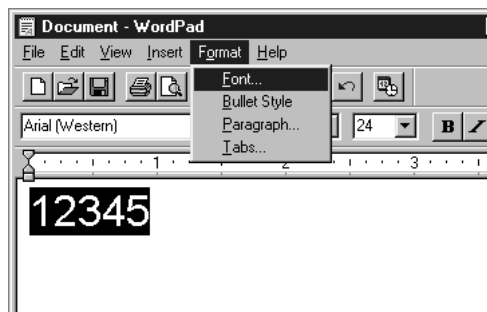 Document - WordPad
File Edit View Insert Format Help
Font...
Bullet Style
Paragraph...
Tabs...
Arial (Western) 24 B I
1 2 3
12345